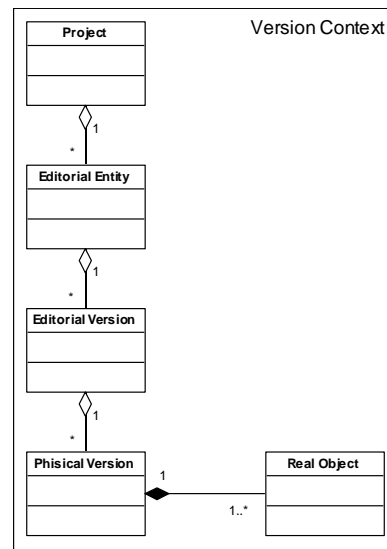 Version Context
Project
1
*
Editorial Entity
1
*
Editorial Version
1
*
Phisical Version
1
1..*
Real Object